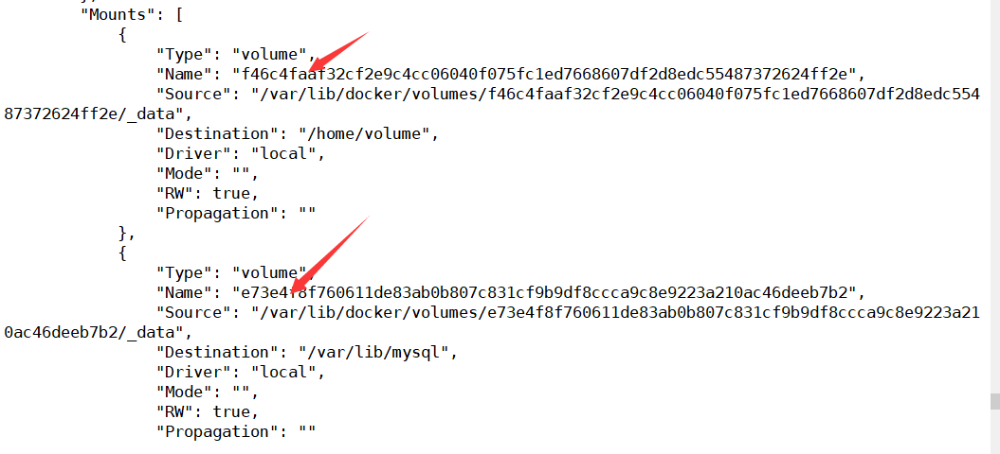 "Mounts": [
{
"Type": "volume",
"Name": "f46c4faaf32cf2e9c4cc06040f075fc1ed7668607df2d8edc55487372624ff2e",
"Source": "/var/lib/docker/volumes/f46c4faaf32cf2e9c4cc06040f075fc1ed7668607df2d8edc554
87372624ff2e/_data",
"Destination": "/home/volume",
"Driver": "local",
"Mode": "",
"RW": true,
"Propagation": ""
},
{
"Type": "volume",
"Name": "e73e4f8f760611de83ab0b807c831cf9b9df8ccca9c8e9223a210ac46deeb7b2",
"Source": "/var/lib/docker/volumes/e73e4f8f760611de83ab0b807c831cf9b9df8ccca9c8e9223a21
0ac46deeb7b2/_data",
"Destination": "/var/lib/mysql",
"Driver": "local",
"Mode": "",
"RW": true,
"Propagation": ""